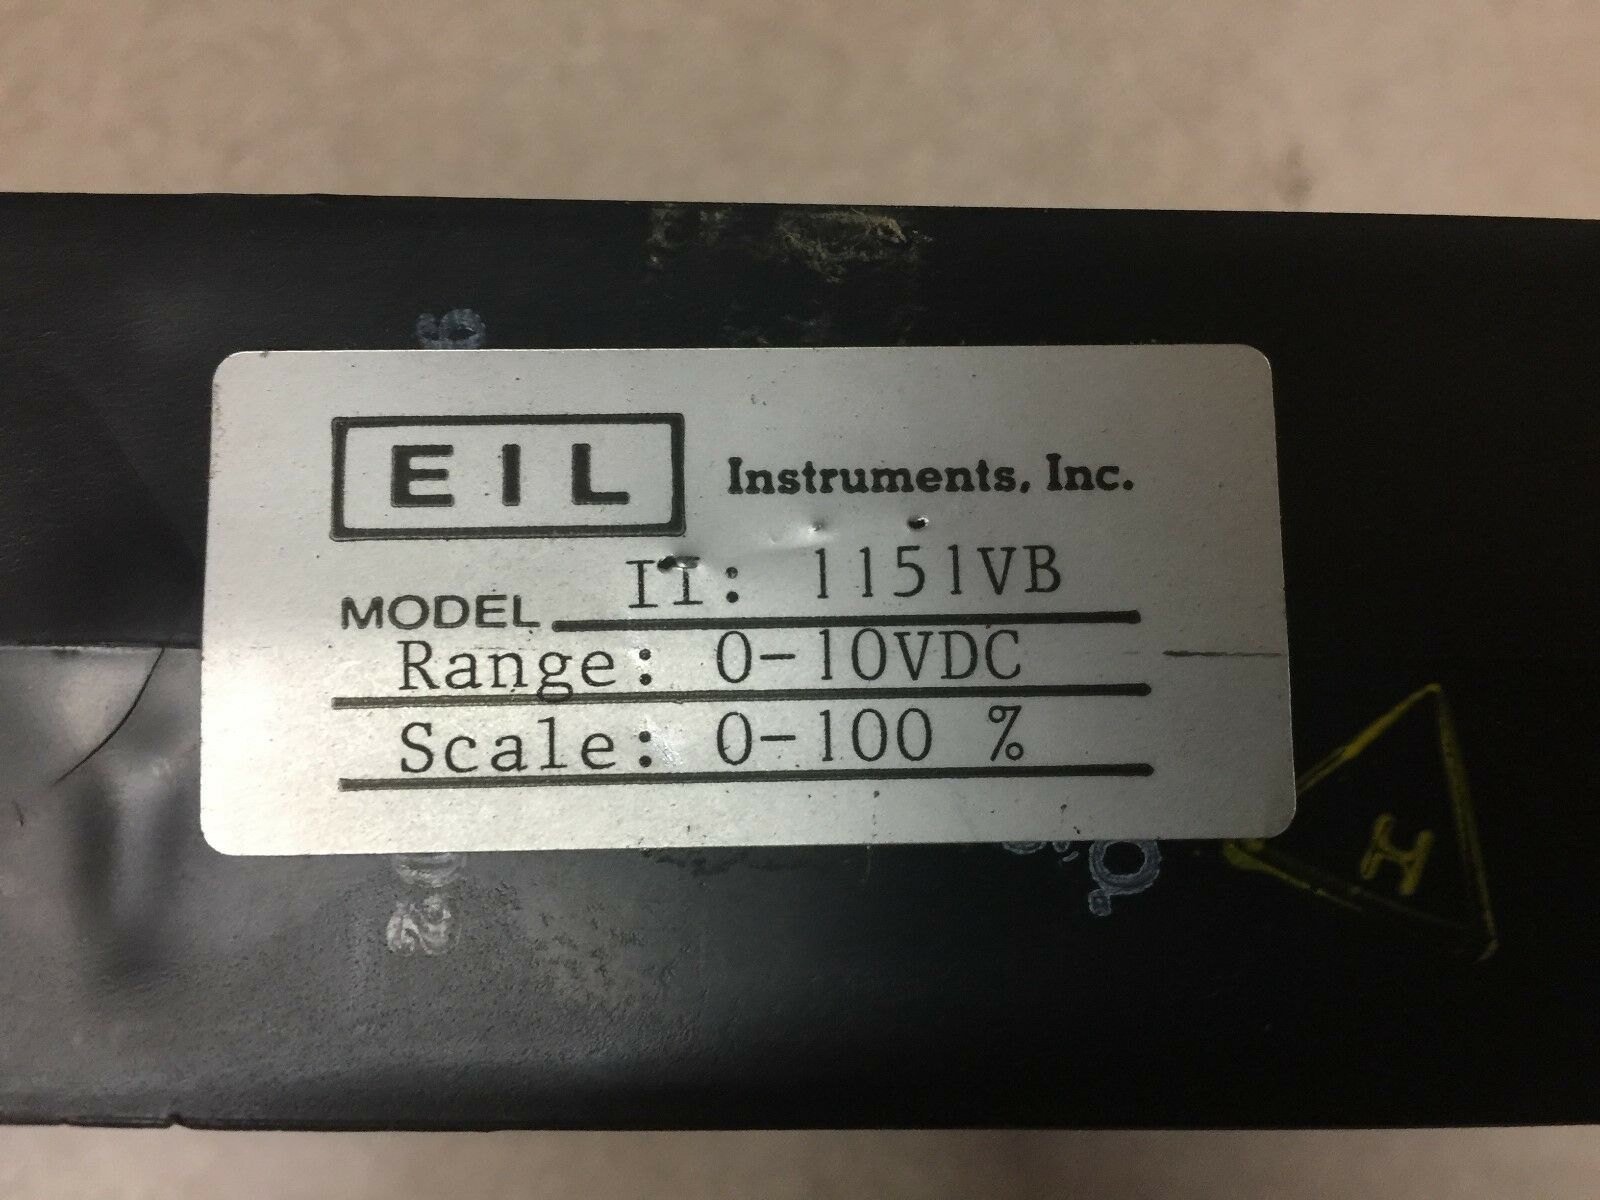 EIL Instruments, Inc.
MODEL II: 1151VB
Range: 0-10VDC
Scale: 0-100 %
H